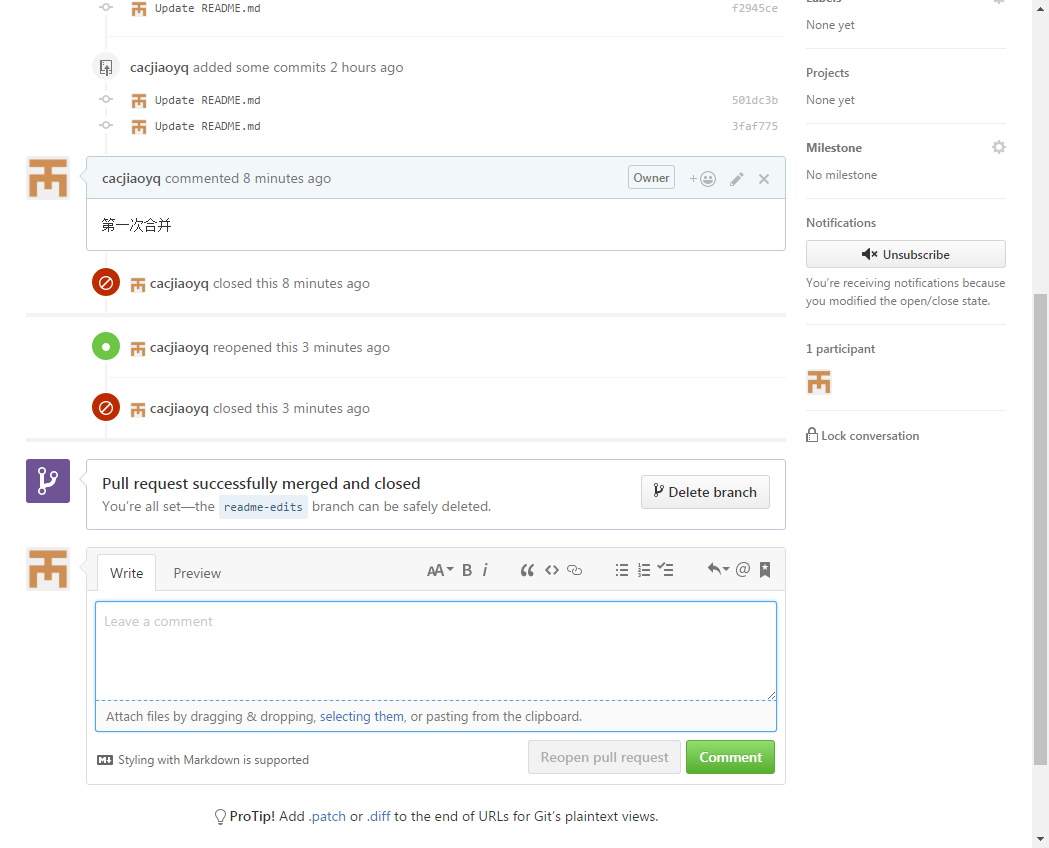 Update README.md f2945ce
cacjiaoyq added some commits 2 hours ago
Update README.md 501dc3b
Update README.md 3faf775
cacjiaoyq commented 8 minutes ago Owner +
第一次合并
cacjiaoyq closed this 8 minutes ago
cacjiaoyq reopened this 3 minutes ago
cacjiaoyq closed this 3 minutes ago
Pull request successfully merged and closed
You're all set—the readme-edits branch can be safely deleted.
Delete branch
Write Preview AA B i “ <> @
Leave a comment
Attach files by dragging & dropping, selecting them, or pasting from the clipboard.
Styling with Markdown is supported
Reopen pull request Comment
ProTip! Add .patch or .diff to the end of URLs for Git's plaintext views.
Labels
None yet
Projects
None yet
Milestone
No milestone
Notifications
Unsubscribe
You're receiving notifications because
you modified the open/close state.
1 participant
Lock conversation